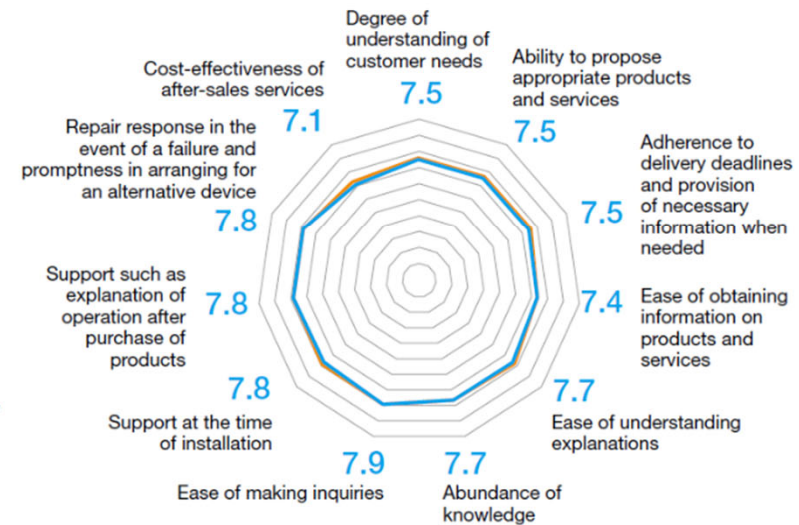 Degree of
understanding of
customer needs
7.5
Ability to propose
appropriate products
and services
7.5
Adherence to
delivery deadlines
and provision
of necessary
information when
needed
7.5
Ease of obtaining
information on
products and
services
7.4
7.7
Ease of understanding
explanations
7.7
Abundance of
knowledge
7.9
Ease of making inquiries
7.8
Support at the time
of installation
Support such as
explanation of
operation after
purchase of
products
7.8
Repair response in the
event of a failure and
promptness in arranging for
an alternative device
7.8
Cost-effectiveness of
after-sales services
7.1